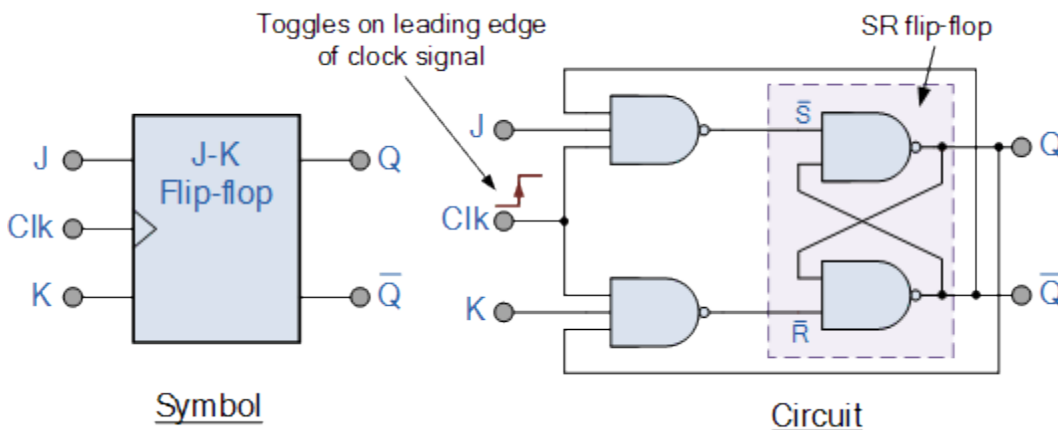 Toggles on leading edge
of clock signal
SR flip-flop
J
Clk
K
J-K
Flip-flop
Q
Q̅
J
Clk
K
S̅
R̅
Q
Q̅
Symbol
Circuit